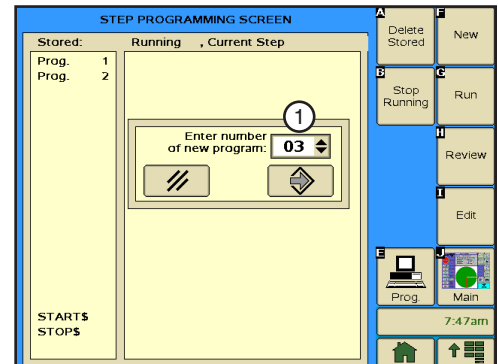 STEP PROGRAMMING SCREEN
Stored:
Running , Current Step
Prog. 1
Prog. 2
START$
STOP$
1
Enter number
of new program:
03
A
Delete
Stored
F
New
B
Stop
Running
G
Run
H
Review
I
Edit
E
Prog.
J
Main
7:47am